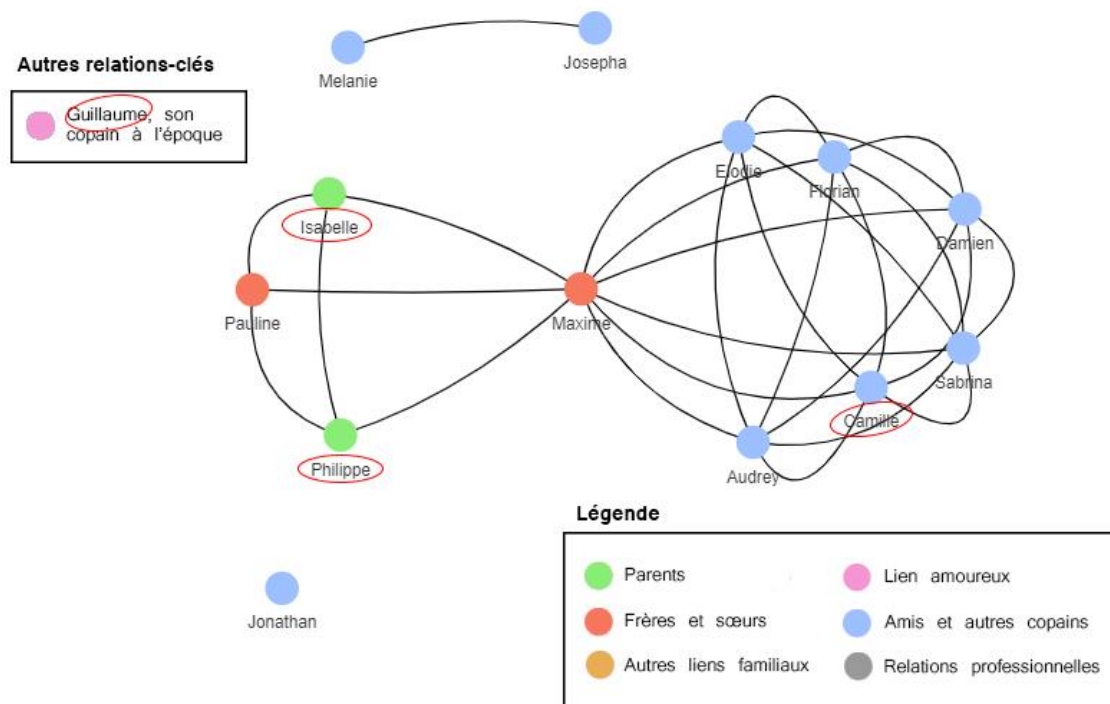 Melanie
Josepha
Autres relations-clés
Guillaume, son
copain à l'époque
Elodie
Florian
Isabelle
Damien
Pauline
Maxime
Sabrina
Camille
Philippe
Audrey
Légende
Parents
Lien amoureux
Frères et sœurs
Amis et autres copains
Autres liens familiaux
Relations professionnelles
Jonathan